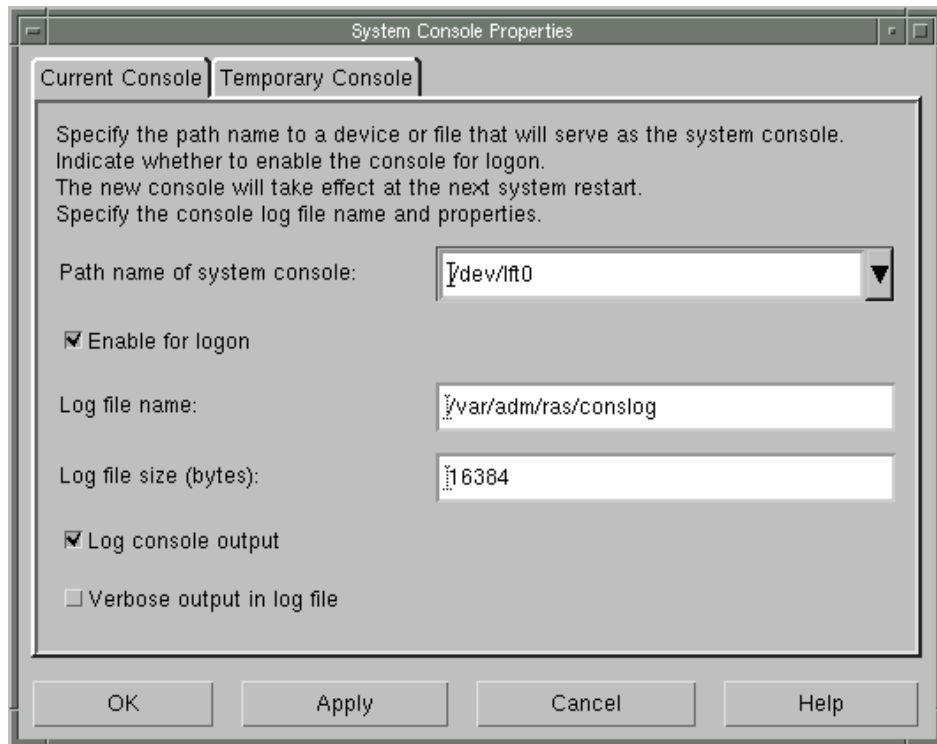 System Console Properties
Current Console
Temporary Console
Specify the path name to a device or file that will serve as the system console.
Indicate whether to enable the console for logon.
The new console will take effect at the next system restart.
Specify the console log file name and properties.
Path name of system console:
/dev/lft0
Enable for logon
Log file name:
/var/adm/ras/conslog
Log file size (bytes):
16384
Log console output
Verbose output in log file
OK
Apply
Cancel
Help